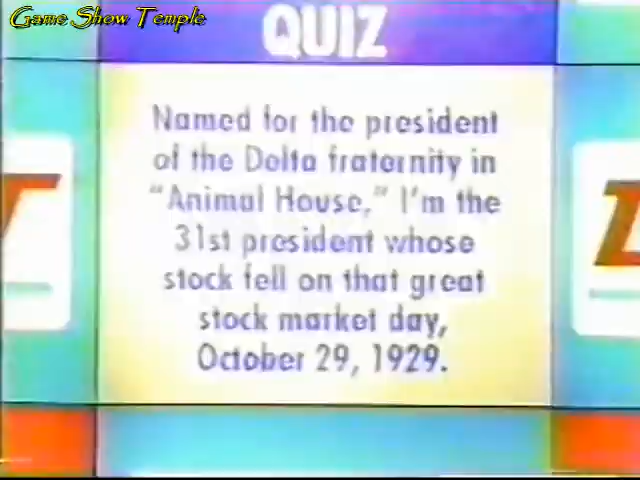 Game Show Temple
QUIZ
Named for the president
of the Delta fraternity in
"Animal House," I'm the
31st president whose
stock fell on that great
stock market day,
October 29, 1929.